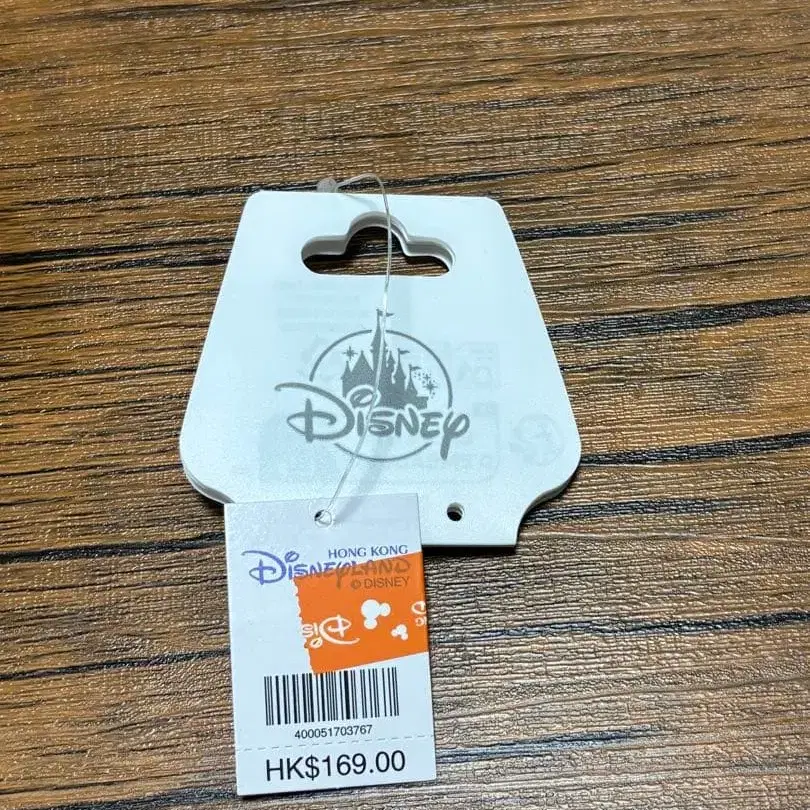 Disney
HONG KONG
DISNEYLAND
© DISNEY
400051703767
HK$169.00